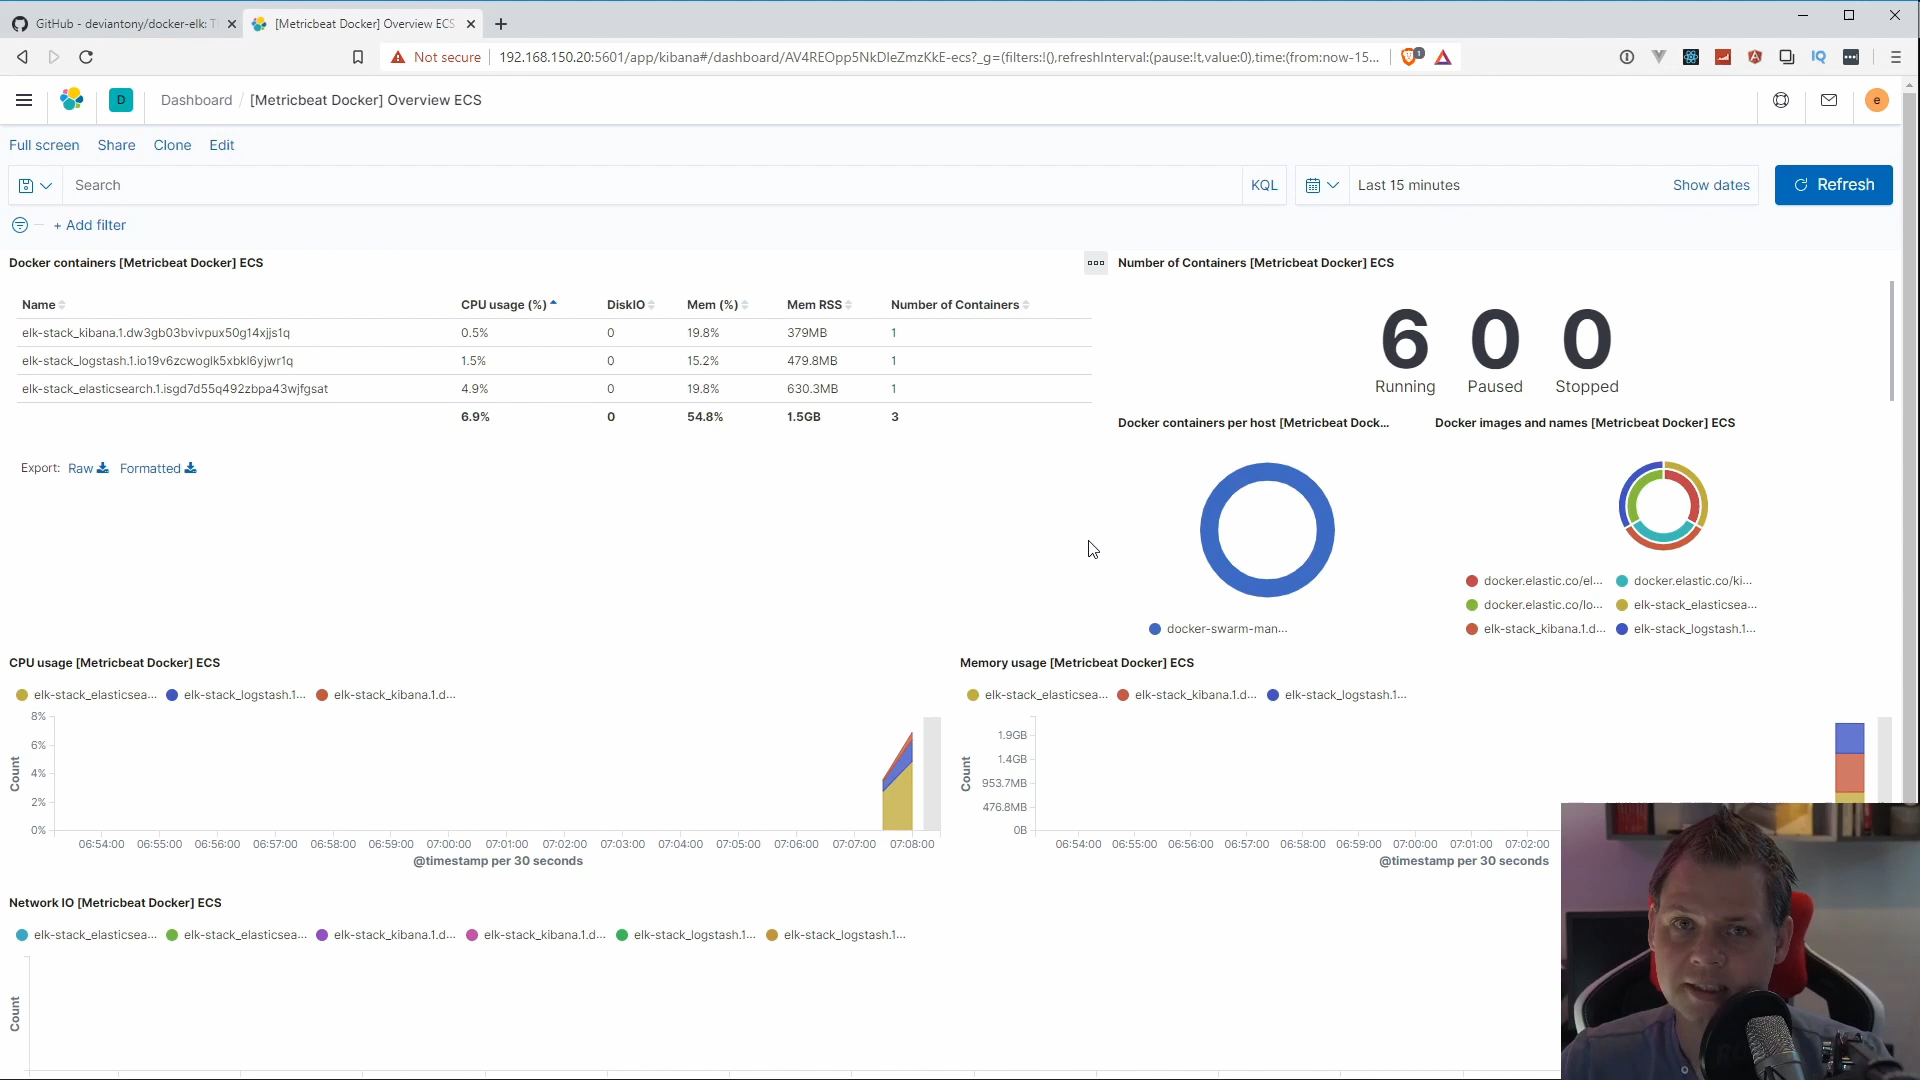 GitHub - deviantony/docker-elk: T
[Metricbeat Docker] Overview ECS
Not secure
192.168.150.20:5601/app/kibana#/dashboard/AV4REOpp5NkDleZmzKkE-ecs?_g=(filters:!(),refreshInterval:(pause:!t,value:0),time:(from:now-15...
1
IQ
D
Dashboard / [Metricbeat Docker] Overview ECS
e
Full screen Share Clone Edit
Search
KQL
Last 15 minutes
Show dates
Refresh
+ Add filter
Docker containers [Metricbeat Docker] ECS
Name CPU usage (%) DiskIO Mem (%) Mem RSS Number of Containers
elk-stack_kibana.1.dw3gb03bvivpux50g14xjjs1q 0.5% 0 19.8% 379MB 1
elk-stack_logstash.1.io19v6zcwoglk5xbkl6yjwr1q 1.5% 0 15.2% 479.8MB 1
elk-stack_elasticsearch.1.isgd7d55q492zbpa43wjfgsat 4.9% 0 19.8% 630.3MB 1
6.9% 0 54.8% 1.5GB 3
Export: Raw Formatted
Number of Containers [Metricbeat Docker] ECS
6 0 0
Running Paused Stopped
Docker containers per host [Metricbeat Dock...
docker-swarm-man...
Docker images and names [Metricbeat Docker] ECS
docker.elastic.co/el... docker.elastic.co/ki...
docker.elastic.co/lo... elk-stack_elasticsea...
elk-stack_kibana.1.d... elk-stack_logstash.1...
CPU usage [Metricbeat Docker] ECS
elk-stack_elasticsea... elk-stack_logstash.1... elk-stack_kibana.1.d...
8%
6%
4%
2%
0%
Count
06:54:00 06:55:00 06:56:00 06:57:00 06:58:00 06:59:00 07:00:00 07:01:00 07:02:00 07:03:00 07:04:00 07:05:00 07:06:00 07:07:00 07:08:00
@timestamp per 30 seconds
Memory usage [Metricbeat Docker] ECS
elk-stack_elasticsea... elk-stack_kibana.1.d... elk-stack_logstash.1...
1.9GB
1.4GB
953.7MB
476.8MB
0B
Count
06:54:00 06:55:00 06:56:00 06:57:00 06:58:00 06:59:00 07:00:00 07:01:00 07:02:00
@timestamp per 30 seconds
Network IO [Metricbeat Docker] ECS
elk-stack_elasticsea... elk-stack_elasticsea... elk-stack_kibana.1.d... elk-stack_kibana.1.d... elk-stack_logstash.1... elk-stack_logstash.1...
Count